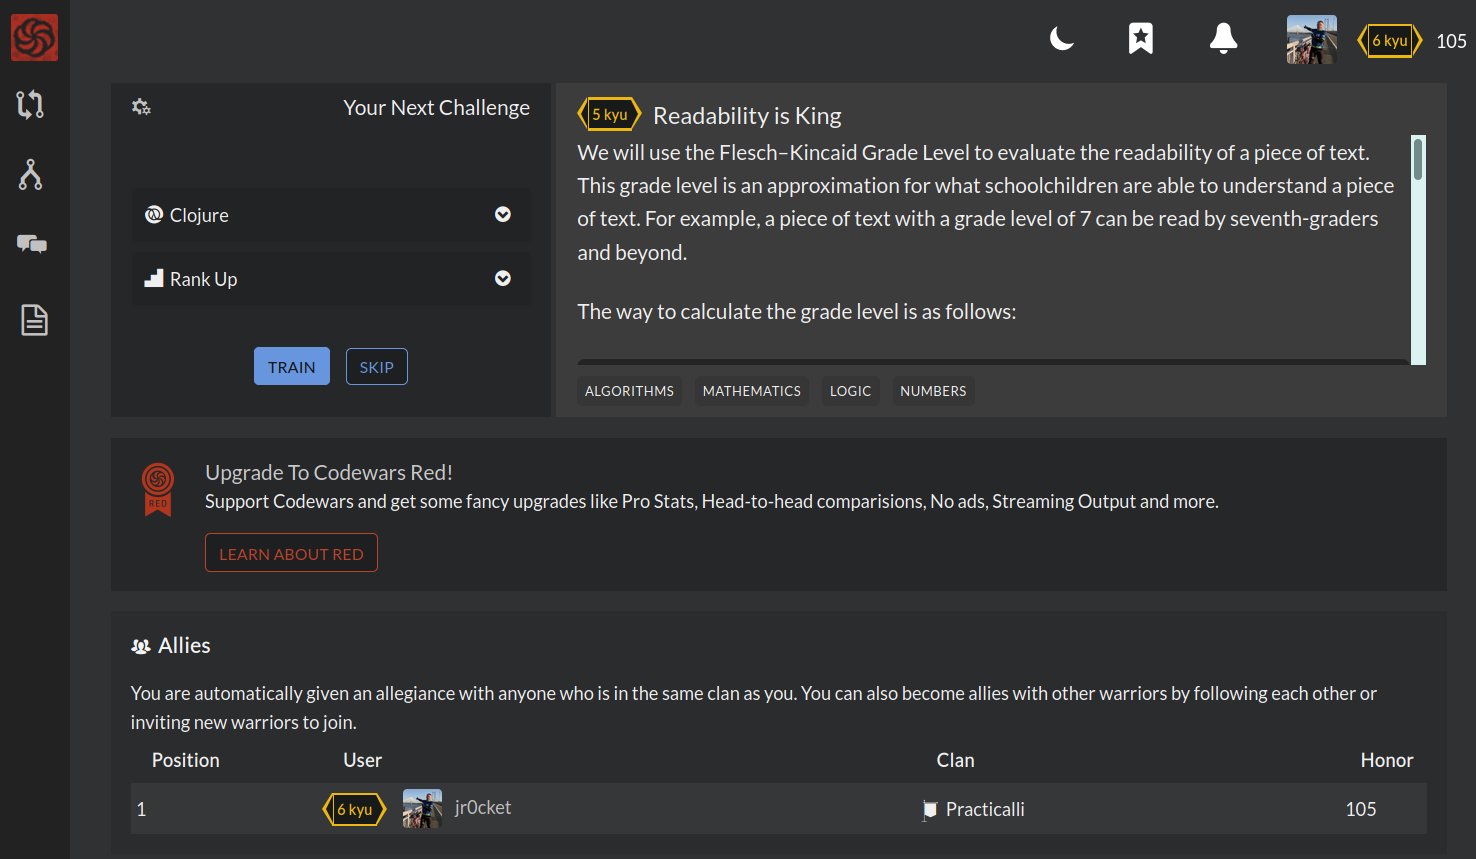 6 kyu 105
Your Next Challenge
Clojure
Rank Up
TRAIN SKIP
5 kyu Readability is King
We will use the Flesch–Kincaid Grade Level to evaluate the readability of a piece of text.
This grade level is an approximation for what schoolchildren are able to understand a piece
of text. For example, a piece of text with a grade level of 7 can be read by seventh-graders
and beyond.
The way to calculate the grade level is as follows:
ALGORITHMS MATHEMATICS LOGIC NUMBERS
RED
Upgrade To Codewars Red!
Support Codewars and get some fancy upgrades like Pro Stats, Head-to-head comparisions, No ads, Streaming Output and more.
LEARN ABOUT RED
Allies
You are automatically given an allegiance with anyone who is in the same clan as you. You can also become allies with other warriors by following each other or
inviting new warriors to join.
Position User Clan Honor
1 6 kyu jr0cket Practicalli 105